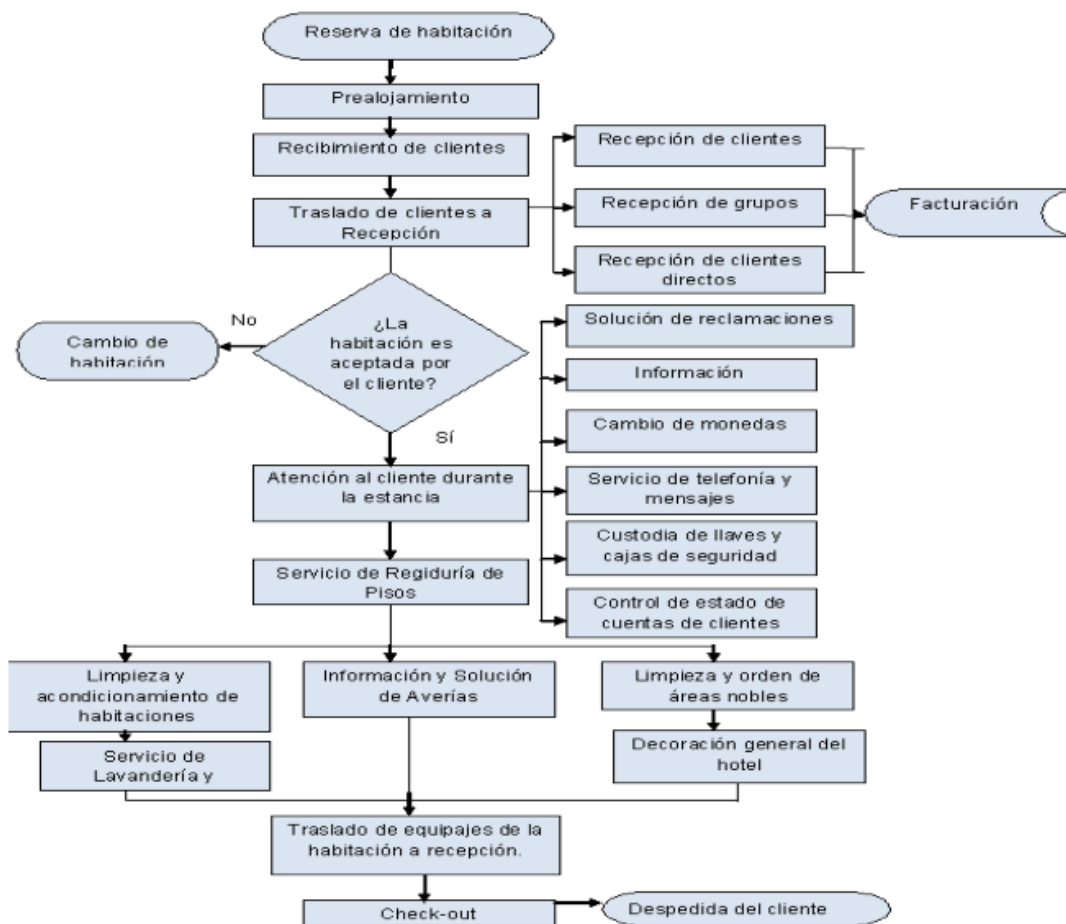 Reserva de habitación
Prealojamiento
Recibimiento de clientes
Traslado de clientes a
Recepción
Recepción de clientes
Recepción de grupos
Recepción de clientes
directos
Facturación
¿La
habitación es
aceptada por
el cliente?
No
Cambio de
habitación
Sí
Atención al cliente durante
la estancia
Solución de reclamaciones
Información
Cambio de monedas
Servicio de telefonía y
mensajes
Custodia de llaves y
cajas de seguridad
Control de estado de
cuentas de clientes
Servicio de Regiduría de
Pisos
Limpieza y
acondicionamiento de
habitaciones
Servicio de
Lavandería y
Información y Solución
de Averías
Limpieza y orden de
áreas nobles
Decoración general del
hotel
Traslado de equipajes de la
habitación a recepción.
Check-out
Despedida del cliente